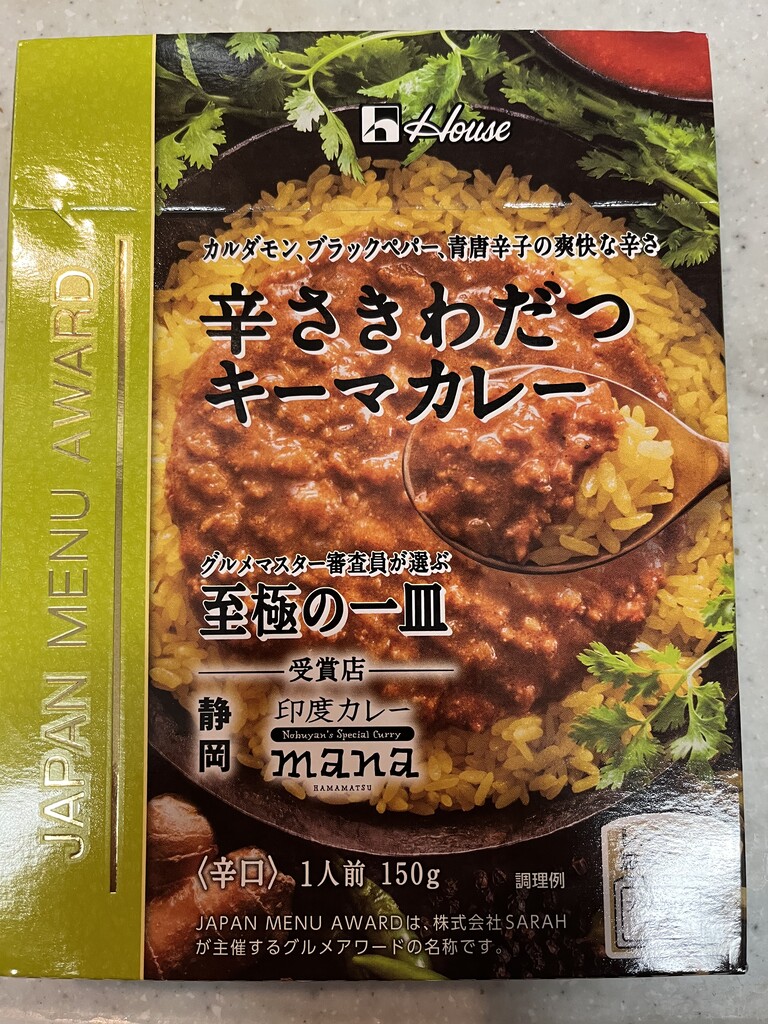 JAPAN MENU AWARD
House
カルダモン、ブラックペパー、青唐辛子の爽快な辛さ
辛さきわだつ
キーマカレー
グルメマスター審査員が選ぶ
至極の一皿
受賞店
静岡
印度カレー
Nobuyan's Special Curry
mana
HAMAMATSU
〈辛口〉 1人前 150g
調理例
JAPAN MENU AWARDは、株式会社SARAH
が主催するグルメアワードの名称です。